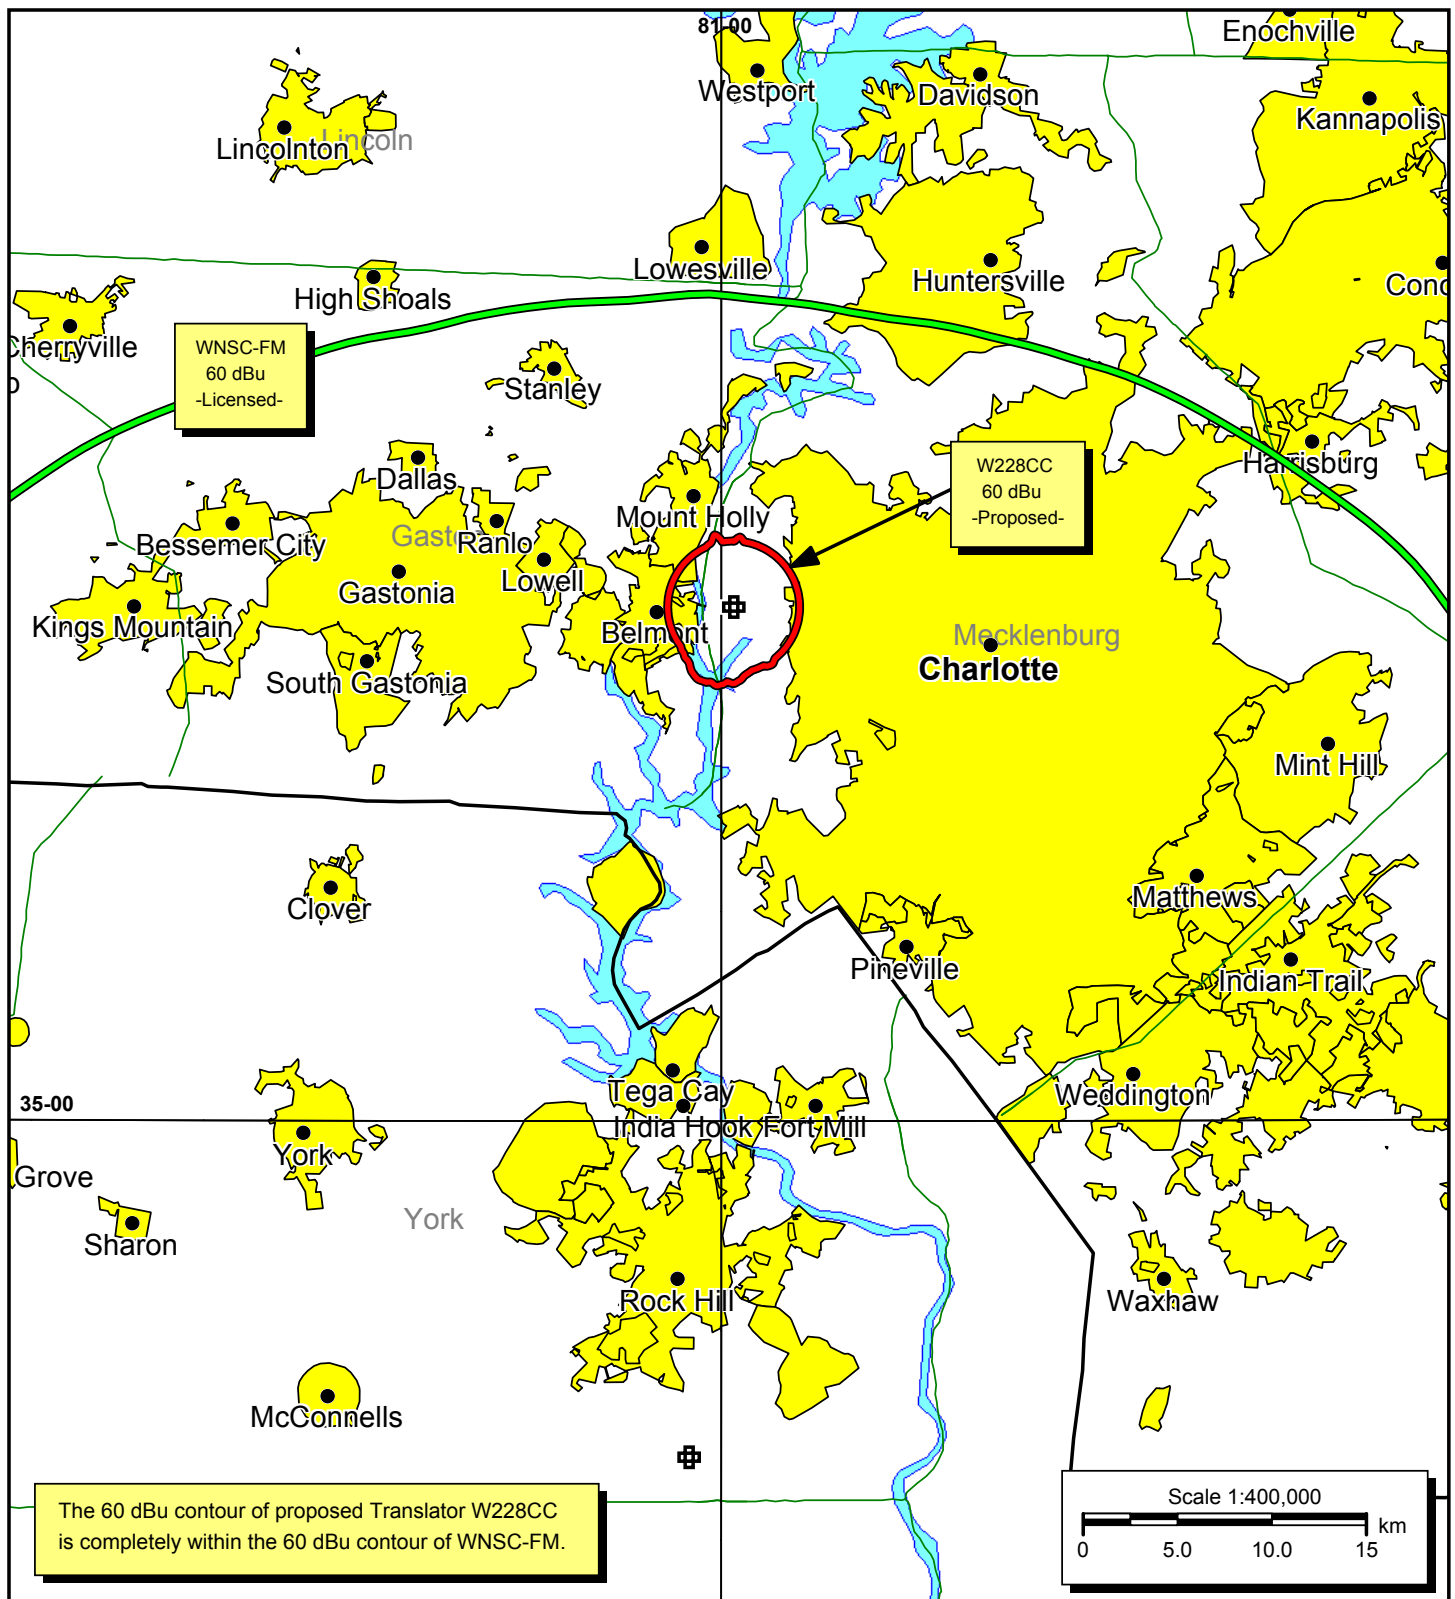 81-00
Enochville
Westport
Davidson
Kannapolis
Lincolnton
Lincoln
Lowesville
Huntersville
High Shoals
Conc
Cherryville
WNSC-FM
60 dBu
-Licensed-
Stanley
Harrisburg
Dallas
W228CC
60 dBu
-Proposed-
Mount Holly
Bessemer City
Ranlo
Lowell
Gastonia
Kings Mountain
Belmont
Mecklenburg
Charlotte
South Gastonia
Mint Hill
Clover
Matthews
Pineville
Indian Trail
Tega Cay
Weddington
35-00
India Hook
Fort Mill
York
Grove
York
Sharon
Rock Hill
Waxhaw
McConnells
The 60 dBu contour of proposed Translator W228CC
is completely within the 60 dBu contour of WNSC-FM.
Scale 1:400,000
km
0 5.0 10.0 15